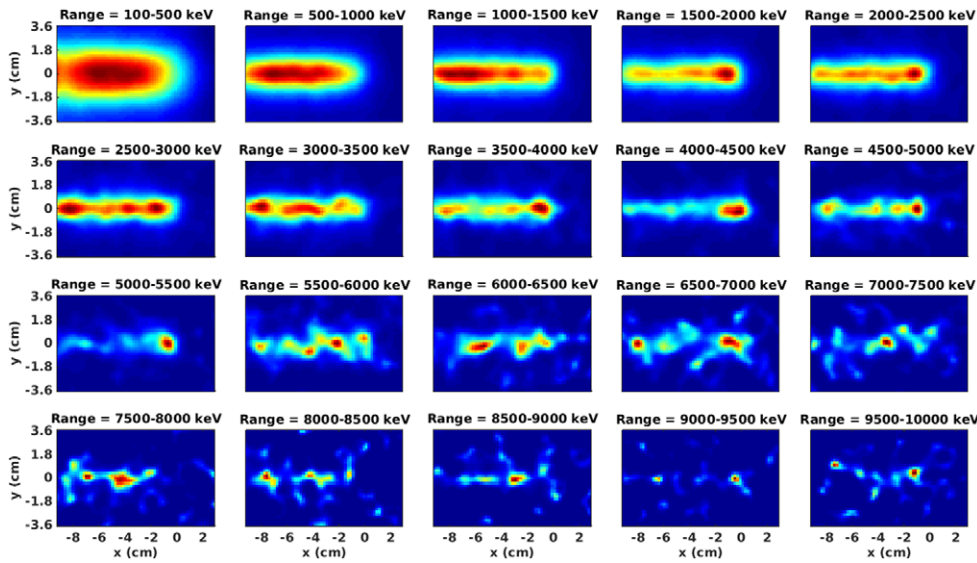 Range = 100-500 keV
Range = 500-1000 keV
Range = 1000-1500 keV
Range = 1500-2000 keV
Range = 2000-2500 keV
3.6
1.8
0
-1.8
-3.6
y (cm)
Range = 2500-3000 keV
Range = 3000-3500 keV
Range = 3500-4000 keV
Range = 4000-4500 keV
Range = 4500-5000 keV
3.6
1.8
0
-1.8
-3.6
y (cm)
Range = 5000-5500 keV
Range = 5500-6000 keV
Range = 6000-6500 keV
Range = 6500-7000 keV
Range = 7000-7500 keV
3.6
1.8
0
-1.8
-3.6
y (cm)
Range = 7500-8000 keV
Range = 8000-8500 keV
Range = 8500-9000 keV
Range = 9000-9500 keV
Range = 9500-10000 keV
3.6
1.8
0
-1.8
-3.6
y (cm)
-8 -6 -4 -2 0 2
-8 -6 -4 -2 0 2
-8 -6 -4 -2 0 2
-8 -6 -4 -2 0 2
-8 -6 -4 -2 0 2
x (cm)
x (cm)
x (cm)
x (cm)
x (cm)